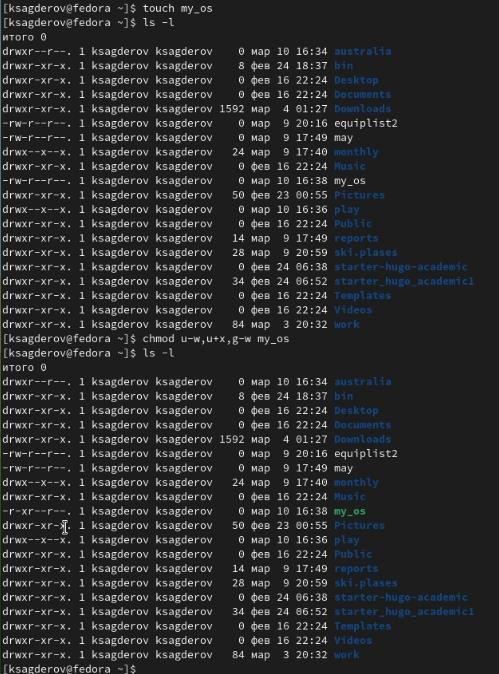 [ksagderov@fedora ~]$ touch my_os
[ksagderov@fedora ~]$ ls -l
итого 0
drwxr--r--. 1 ksagderov ksagderov    0 мар 10 16:34 australia
drwxr-xr-x. 1 ksagderov ksagderov    8 фев 24 18:37 bin
drwxr-xr-x. 1 ksagderov ksagderov    0 фев 16 22:24 Desktop
drwxr-xr-x. 1 ksagderov ksagderov    0 фев 16 22:24 Documents
drwxr-xr-x. 1 ksagderov ksagderov 1592 мар  4 01:27 Downloads
-rw-r--r--. 1 ksagderov ksagderov    0 мар  9 20:16 equiplist2
-rw-r--r--. 1 ksagderov ksagderov    0 мар  9 17:49 may
drwx--x--x. 1 ksagderov ksagderov   24 мар  9 17:40 monthly
drwxr-xr-x. 1 ksagderov ksagderov    0 фев 16 22:24 Music
-rw-r--r--. 1 ksagderov ksagderov    0 мар 10 16:38 my_os
drwxr-xr-x. 1 ksagderov ksagderov   50 фев 23 00:55 Pictures
drwx--x--x. 1 ksagderov ksagderov    0 мар 10 16:36 play
drwxr-xr-x. 1 ksagderov ksagderov    0 фев 16 22:24 Public
drwxr-xr-x. 1 ksagderov ksagderov   14 мар  9 17:49 reports
drwxr-xr-x. 1 ksagderov ksagderov   28 мар  9 20:59 ski.plases
drwxr-xr-x. 1 ksagderov ksagderov    0 фев 24 06:38 starter-hugo-academic
drwxr-xr-x. 1 ksagderov ksagderov   34 фев 24 06:52 starter_hugo_academic1
drwxr-xr-x. 1 ksagderov ksagderov    0 фев 16 22:24 Templates
drwxr-xr-x. 1 ksagderov ksagderov    0 фев 16 22:24 Videos
drwxr-xr-x. 1 ksagderov ksagderov   84 мар  3 20:32 work
[ksagderov@fedora ~]$ chmod u-w,u+x,g-w my_os
[ksagderov@fedora ~]$ ls -l
итого 0
drwxr--r--. 1 ksagderov ksagderov    0 мар 10 16:34 australia
drwxr-xr-x. 1 ksagderov ksagderov    8 фев 24 18:37 bin
drwxr-xr-x. 1 ksagderov ksagderov    0 фев 16 22:24 Desktop
drwxr-xr-x. 1 ksagderov ksagderov    0 фев 16 22:24 Documents
drwxr-xr-x. 1 ksagderov ksagderov 1592 мар  4 01:27 Downloads
-rw-r--r--. 1 ksagderov ksagderov    0 мар  9 20:16 equiplist2
-rw-r--r--. 1 ksagderov ksagderov    0 мар  9 17:49 may
drwx--x--x. 1 ksagderov ksagderov   24 мар  9 17:40 monthly
drwxr-xr-x. 1 ksagderov ksagderov    0 фев 16 22:24 Music
-r-xr--r--. 1 ksagderov ksagderov    0 мар 10 16:38 my_os
drwxr-xr-x. 1 ksagderov ksagderov   50 фев 23 00:55 Pictures
drwx--x--x. 1 ksagderov ksagderov    0 мар 10 16:36 play
drwxr-xr-x. 1 ksagderov ksagderov    0 фев 16 22:24 Public
drwxr-xr-x. 1 ksagderov ksagderov   14 мар  9 17:49 reports
drwxr-xr-x. 1 ksagderov ksagderov   28 мар  9 20:59 ski.plases
drwxr-xr-x. 1 ksagderov ksagderov    0 фев 24 06:38 starter-hugo-academic
drwxr-xr-x. 1 ksagderov ksagderov   34 фев 24 06:52 starter_hugo_academic1
drwxr-xr-x. 1 ksagderov ksagderov    0 фев 16 22:24 Templates
drwxr-xr-x. 1 ksagderov ksagderov    0 фев 16 22:24 Videos
drwxr-xr-x. 1 ksagderov ksagderov   84 мар  3 20:32 work
[ksagderov@fedora ~]$